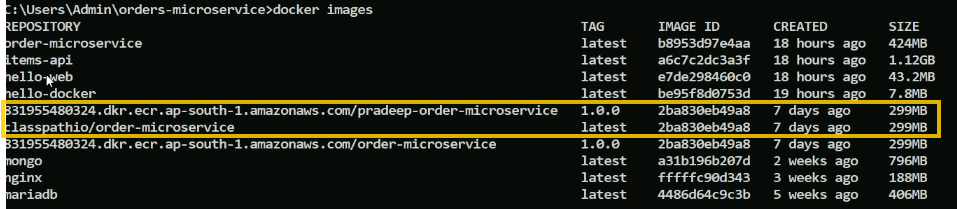 C:\Users\Admin\orders-microservice>docker images
REPOSITORY TAG IMAGE ID CREATED SIZE
order-microservice latest b8953d97e4aa 18 hours ago 424MB
items-api latest a6c7c2dc3a3f 18 hours ago 1.12GB
hello-web latest e7de298460c0 18 hours ago 43.2MB
hello-docker latest be95f8d0753d 19 hours ago 7.8MB
831955480324.dkr.ecr.ap-south-1.amazonaws.com/pradeep-order-microservice 1.0.0 2ba830eb49a8 7 days ago 299MB
classpathio/order-microservice latest 2ba830eb49a8 7 days ago 299MB
831955480324.dkr.ecr.ap-south-1.amazonaws.com/order-microservice 1.0.0 2ba830eb49a8 7 days ago 299MB
mongo latest a31b196b207d 2 weeks ago 796MB
nginx latest fffffc90d343 3 weeks ago 188MB
mariadb latest 4486d64c9c3b 5 weeks ago 406MB